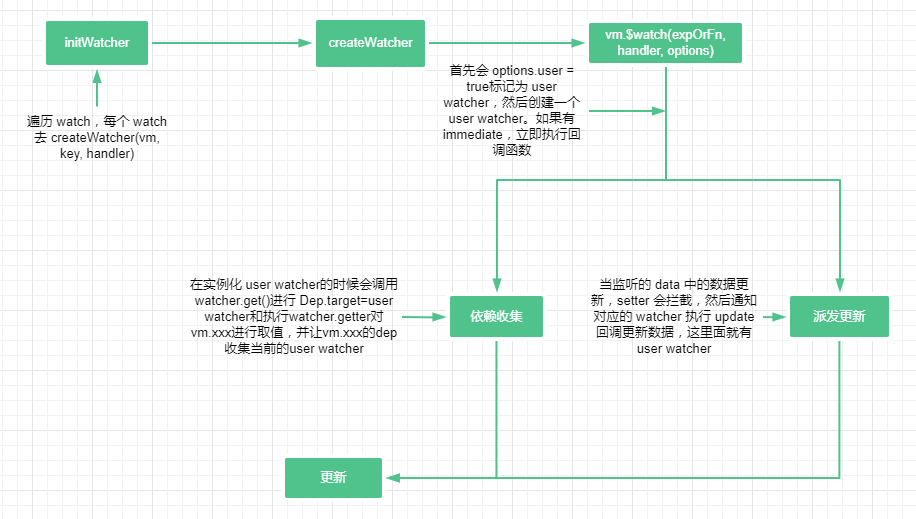 initWatcher
createWatcher
vm.$watch(expOrFn,
handler, options)
遍历 watch，每个 watch
去 createWatcher(vm,
key, handler)
首先会 options.user =
true标记为 user
watcher，然后创建一个
user watcher。如果有
immediate，立即执行回
调函数
在实例化 user watcher的时候会调用
watcher.get()进行 Dep.target=user
watcher和执行watcher.getter对
vm.xxx进行取值，并让vm.xxx的dep
收集当前的user watcher
依赖收集
当监听的 data 中的数据更
新，setter 会拦截，然后通知
对应的 watcher 执行 update
回调更新数据，这里面就有
user watcher
派发更新
更新